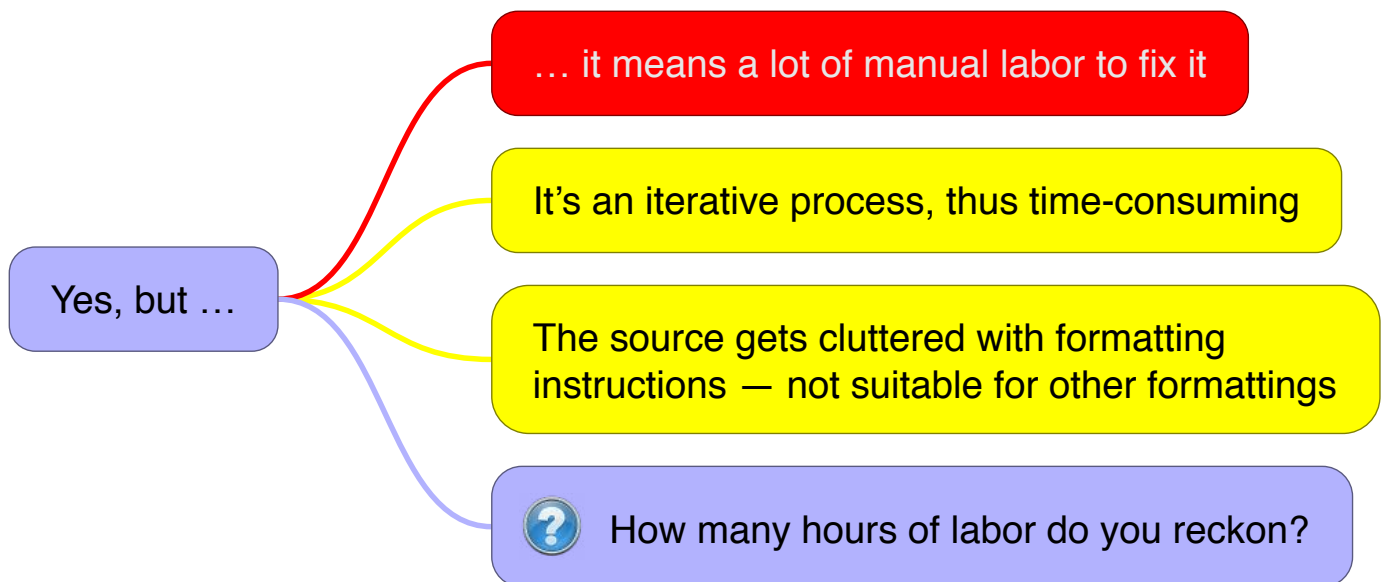 … it means a lot of manual labor to fix it
It’s an iterative process, thus time-consuming
Yes, but …
The source gets cluttered with formatting
instructions — not suitable for other formattings
? How many hours of labor do you reckon?